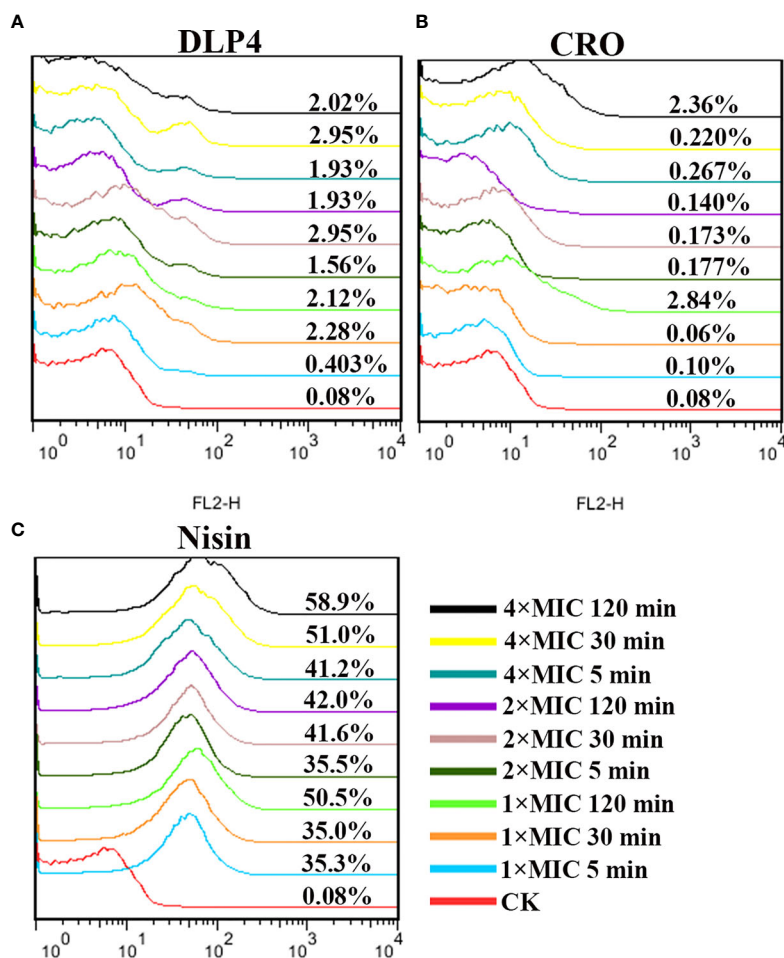 A
DLP4
2.02%
2.95%
1.93%
1.93%
2.95%
1.56%
2.12%
2.28%
0.403%
0.08%
10^0 10^1 10^2 10^3 10^4
FL2-H
B
CRO
2.36%
0.220%
0.267%
0.140%
0.173%
0.177%
2.84%
0.06%
0.10%
0.08%
10^0 10^1 10^2 10^3 10^4
FL2-H
C
Nisin
58.9%
51.0%
41.2%
42.0%
41.6%
35.5%
50.5%
35.0%
35.3%
0.08%
10^0 10^1 10^2 10^3 10^4
4×MIC 120 min
4×MIC 30 min
4×MIC 5 min
2×MIC 120 min
2×MIC 30 min
2×MIC 5 min
1×MIC 120 min
1×MIC 30 min
1×MIC 5 min
CK